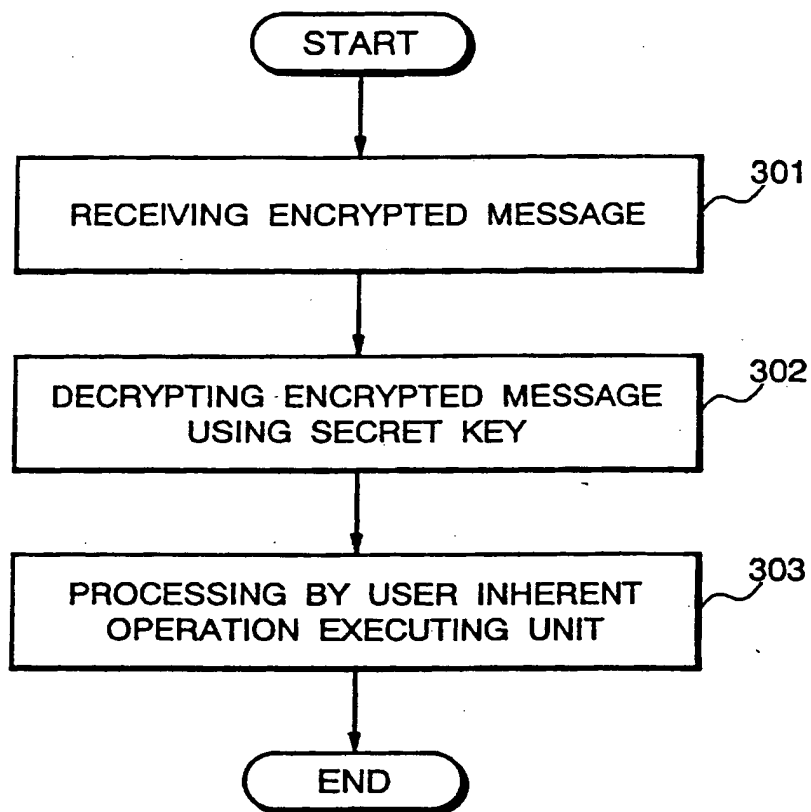 START
RECEIVING ENCRYPTED MESSAGE
301
DECRYPTING ENCRYPTED MESSAGE
USING SECRET KEY
302
PROCESSING BY USER INHERENT
OPERATION EXECUTING UNIT
303
END